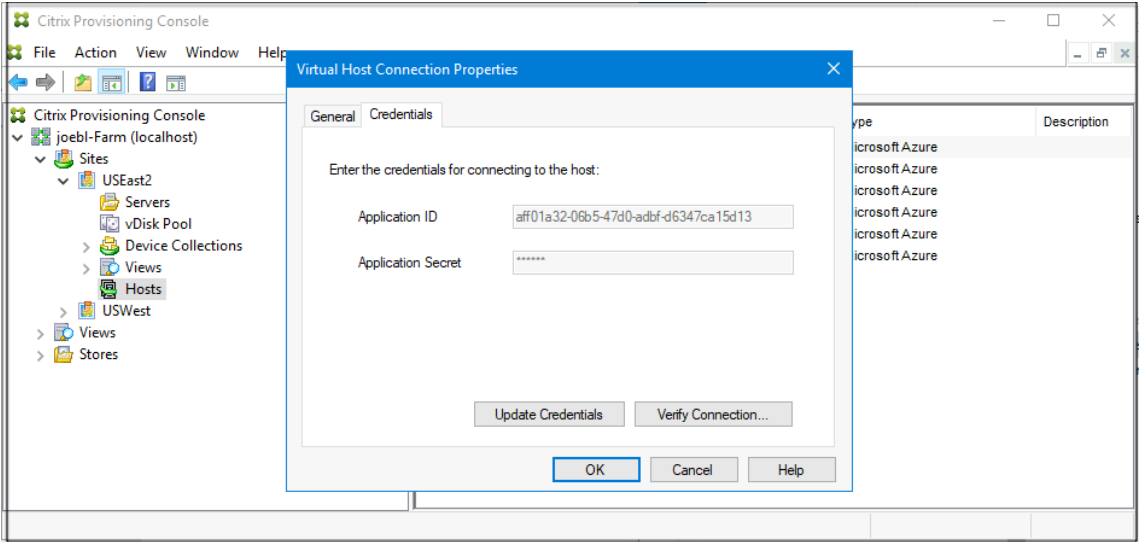 Citrix Provisioning Console
File Action View Window Help
Virtual Host Connection Properties
General Credentials
Citrix Provisioning Console
joebl-Farm (localhost)
Sites
USEast2
Servers
vDisk Pool
Device Collections
Views
Hosts
USWest
Views
Stores
Enter the credentials for connecting to the host:
Application ID aff01a32-06b5-47d0-adbf-d6347ca15d13
Application Secret ******
Update Credentials Verify Connection...
OK Cancel Help
ype Description
icrosoft Azure
icrosoft Azure
icrosoft Azure
icrosoft Azure
icrosoft Azure
icrosoft Azure